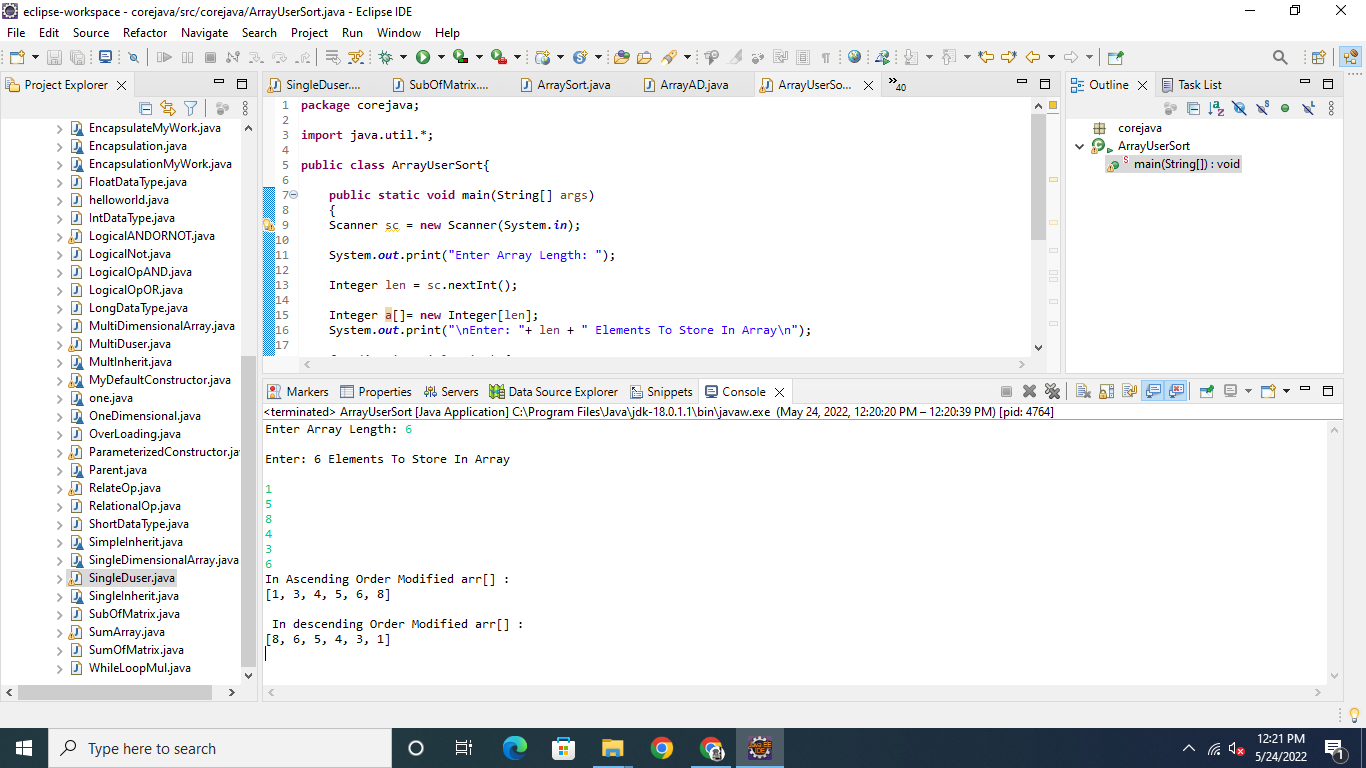 eclipse-workspace - corejava/src/corejava/ArrayUserSort.java - Eclipse IDE
File Edit Source Refactor Navigate Search Project Run Window Help
Project Explorer
EncapsulateMyWork.java
Encapsulation.java
EncapsulationMyWork.java
FloatDataType.java
helloworld.java
IntDataType.java
LogicalANDORNOT.java
LogicalNot.java
LogicalOpAND.java
LogicalOpOR.java
LongDataType.java
MultiDimensionalArray.java
MultiDuser.java
MultInherit.java
MyDefaultConstructor.java
one.java
OneDimensional.java
OverLoading.java
ParameterizedConstructor.ja
Parent.java
RelateOp.java
RelationalOp.java
ShortDataType.java
SimpleInherit.java
SingleDimensionalArray.java
SingleDuser.java
SingleInherit.java
SubOfMatrix.java
SumArray.java
SumOfMatrix.java
WhileLoopMul.java
SingleDuser.... SubOfMatrix.... ArraySort.java ArrayAD.java ArrayUserSo... »40
1 package corejava;
2
3 import java.util.*;
4
5 public class ArrayUserSort{
6
7 public static void main(String[] args)
8 {
9 Scanner sc = new Scanner(System.in);
10
11 System.out.print("Enter Array Length: ");
12
13 Integer len = sc.nextInt();
14
15 Integer a[]= new Integer[len];
16 System.out.print("\nEnter: "+ len + " Elements To Store In Array\n");
17
Outline Task List
corejava
ArrayUserSort
main(String[]) : void
Markers Properties Servers Data Source Explorer Snippets Console
<terminated> ArrayUserSort [Java Application] C:\Program Files\Java\jdk-18.0.1.1\bin\javaw.exe (May 24, 2022, 12:20:20 PM – 12:20:39 PM) [pid: 4764]
Enter Array Length: 6
Enter: 6 Elements To Store In Array
1
5
8
4
3
6
In Ascending Order Modified arr[] :
[1, 3, 4, 5, 6, 8]
In descending Order Modified arr[] :
[8, 6, 5, 4, 3, 1]
Type here to search
12:21 PM
5/24/2022
1